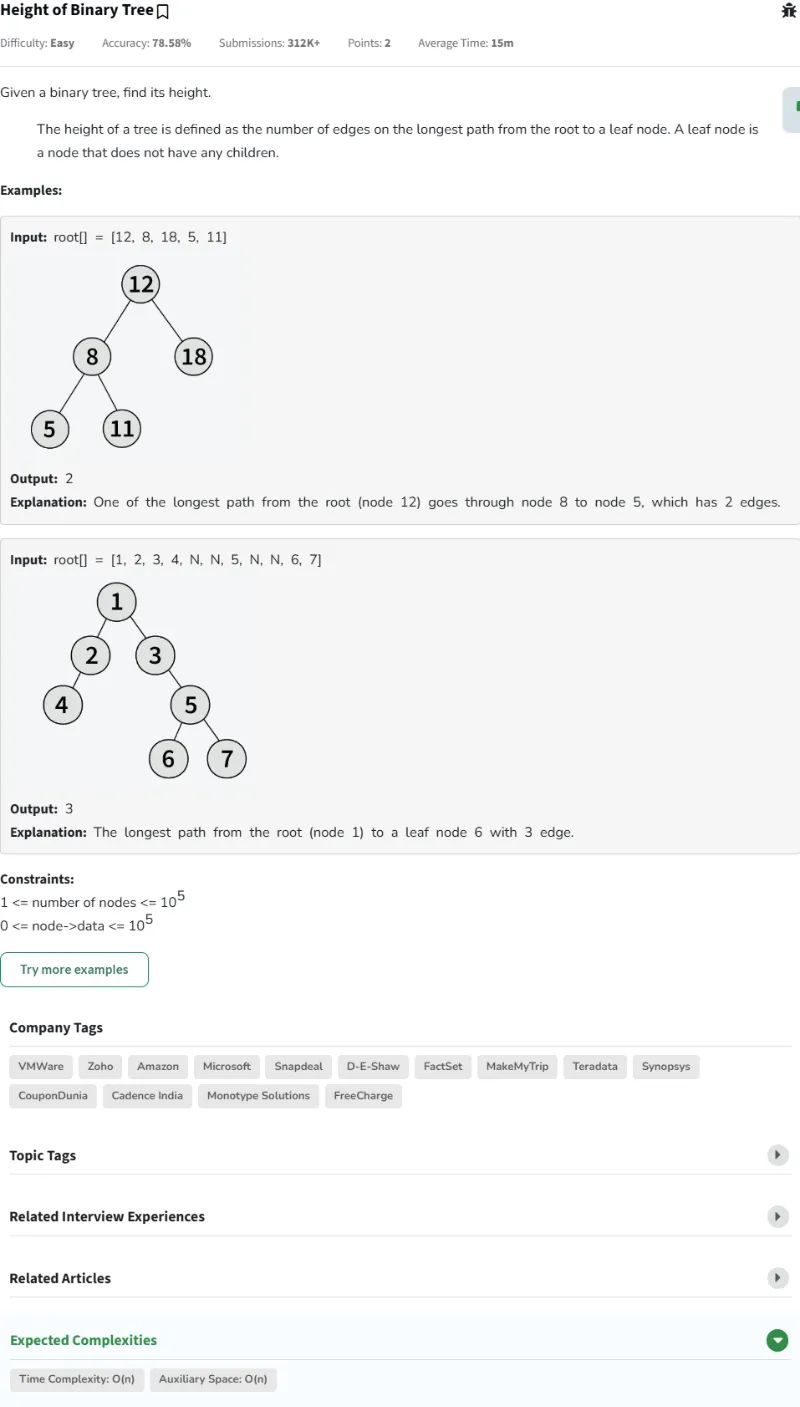 Height of Binary Tree
Difficulty: Easy Accuracy: 78.58% Submissions: 312K+ Points: 2 Average Time: 15m
Given a binary tree, find its height.
The height of a tree is defined as the number of edges on the longest path from the root to a leaf node. A leaf node is
a node that does not have any children.
Examples:
Input: root[] = [12, 8, 18, 5, 11]
12
8 18
5 11
Output: 2
Explanation: One of the longest path from the root (node 12) goes through node 8 to node 5, which has 2 edges.
Input: root[] = [1, 2, 3, 4, N, N, 5, N, N, 6, 7]
1
2 3
4 5
6 7
Output: 3
Explanation: The longest path from the root (node 1) to a leaf node 6 with 3 edge.
Constraints:
1 <= number of nodes <= 10^5
0 <= node->data <= 10^5
Try more examples
Company Tags
VMWare Zoho Amazon Microsoft Snapdeal D-E-Shaw FactSet MakeMyTrip Teradata Synopsys
CouponDunia Cadence India Monotype Solutions FreeCharge
Topic Tags
Related Interview Experiences
Related Articles
Expected Complexities
Time Complexity: O(n) Auxiliary Space: O(n)